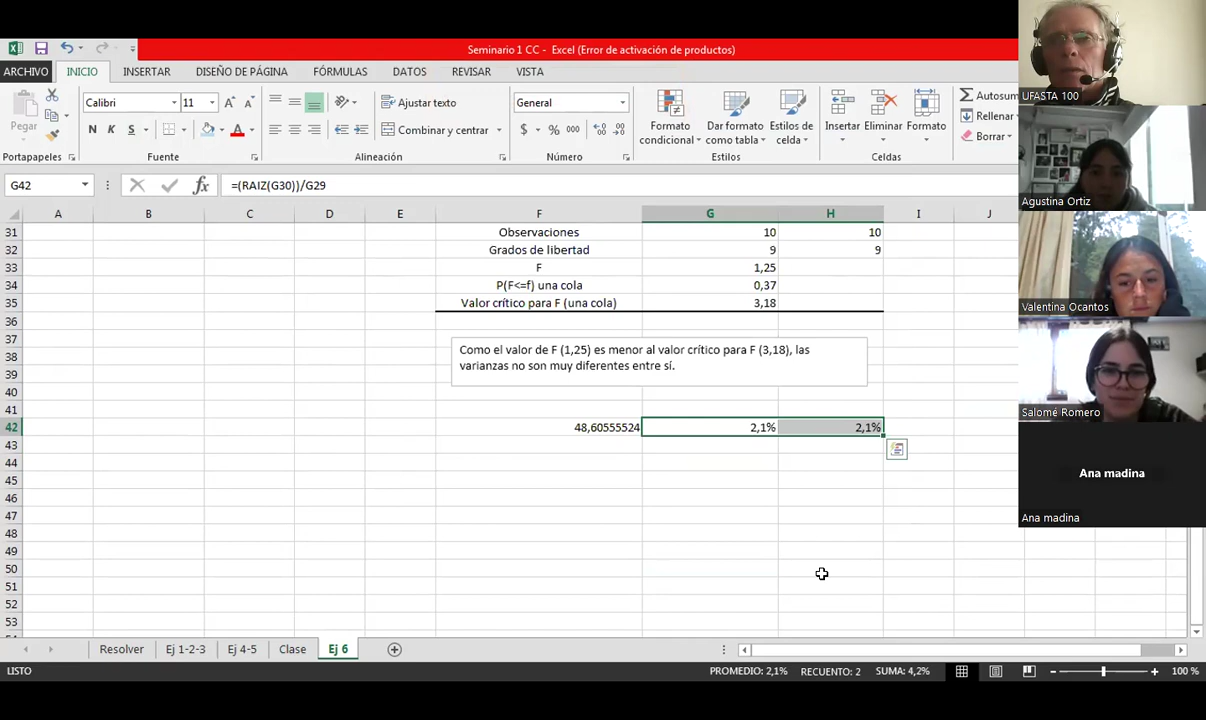 Seminario 1 CC - Excel (Error de activación de productos)
ARCHIVO INICIO INSERTAR DISEÑO DE PÁGINA FÓRMULAS DATOS REVISAR VISTA
Pegar
Calibri 11
N K S
Ajustar texto
Combinar y centrar
General
$ % 000
Formato condicional
Dar formato como tabla
Estilos de celda
Insertar
Eliminar
Formato
Autosum
Rellenar
Borrar
Portapapeles Fuente Alineación Número Estilos Celdas
G42 fx =(RAIZ(G30))/G29
A B C D E F G H I J
31 Observaciones 10 10
32 Grados de libertad 9 9
33 F 1,25
34 P(F<=f) una cola 0,37
35 Valor crítico para F (una cola) 3,18
36
37
Como el valor de F (1,25) es menor al valor crítico para F (3,18), las
38
varianzas no son muy diferentes entre sí.
39
40
41
42 48,60555524 2,1% 2,1%
43
44
45
46
47
48
49
50
51
52
53
Resolver Ej 1-2-3 Ej 4-5 Clase Ej 6
LISTO PROMEDIO: 2,1% RECUENTO: 2 SUMA: 4,2% 100 %
UFASTA 100
Agustina Ortiz
Valentina Ocantos
Salomé Romero
Ana madina
Ana madina